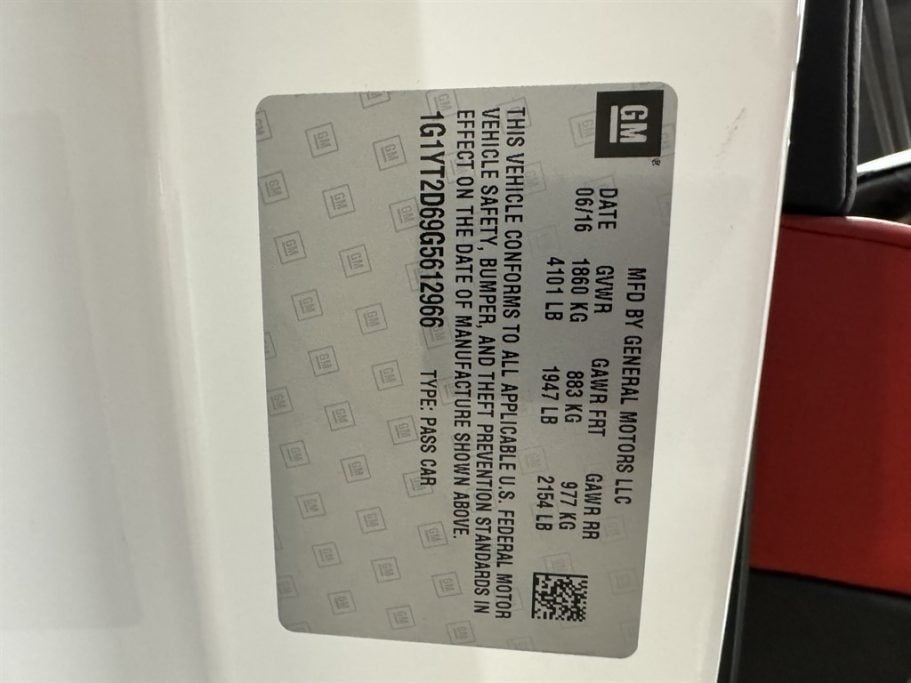 GM
MFD BY GENERAL MOTORS LLC
DATE GVWR GAWR FRT GAWR RR
06/16 1860 KG 883 KG 977 KG
4101 LB 1947 LB 2154 LB
THIS VEHICLE CONFORMS TO ALL APPLICABLE U.S. FEDERAL MOTOR
VEHICLE SAFETY, BUMPER, AND THEFT PREVENTION STANDARDS IN
EFFECT ON THE DATE OF MANUFACTURE SHOWN ABOVE.
1G1YT2D69G5612966 TYPE: PASS CAR